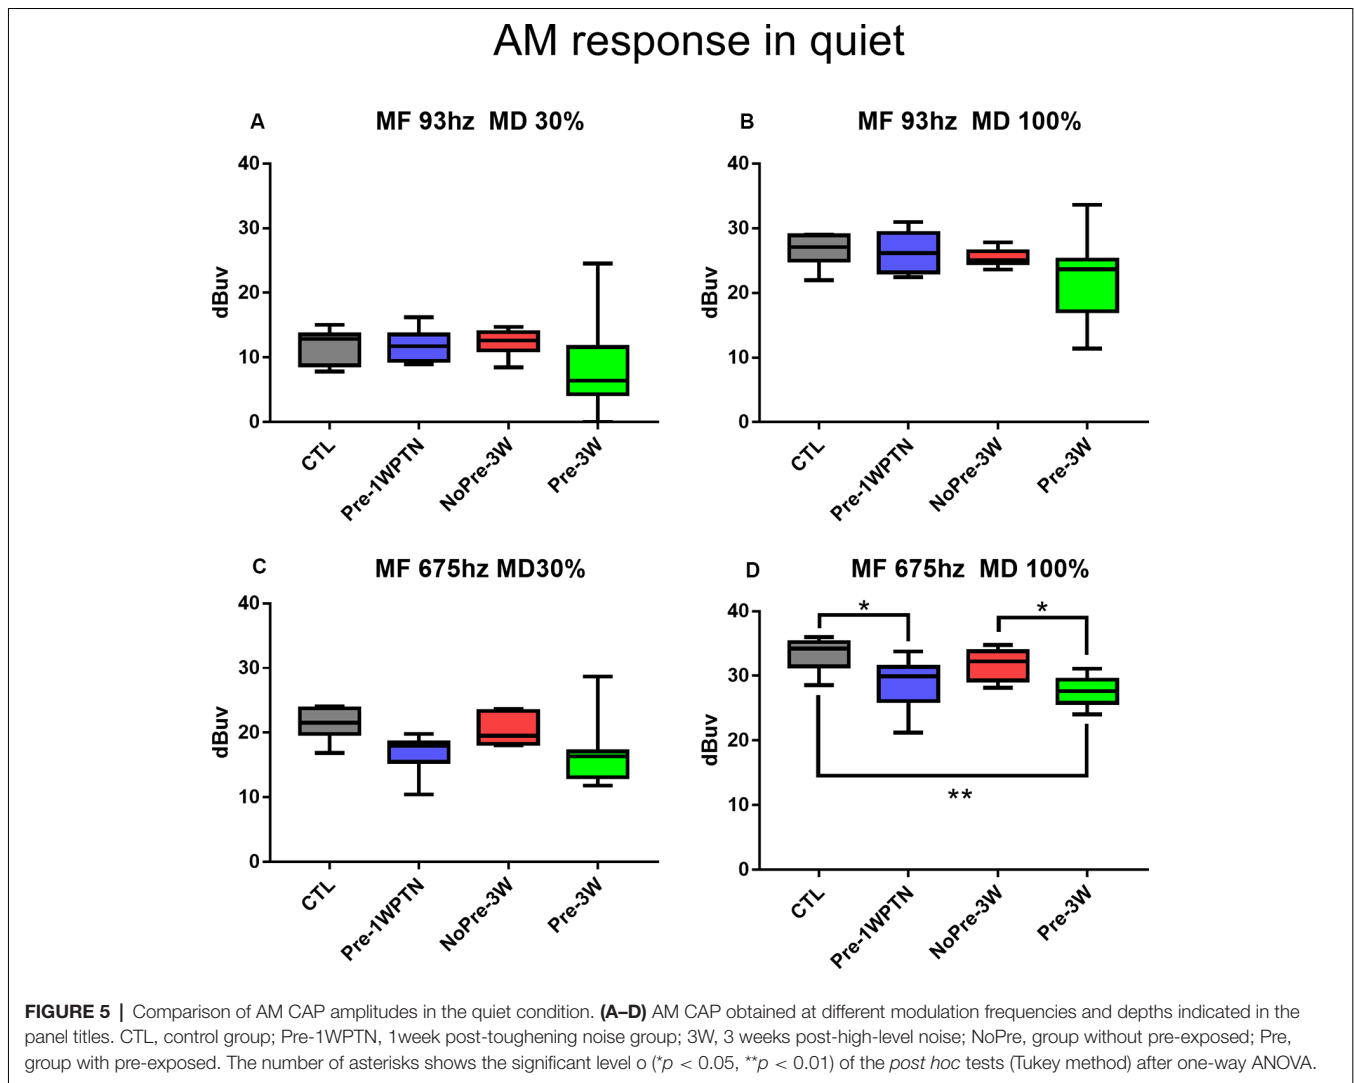 AM response in quiet
A MF 93hz MD 30%
40
30
20
10
0
dBuv
CTL
Pre-1WPTN
NoPre-3W
Pre-3W
B MF 93hz MD 100%
40
30
20
10
0
dBuv
CTL
Pre-1WPTN
NoPre-3W
Pre-3W
C MF 675hz MD30%
40
30
20
10
0
dBuv
CTL
Pre-1WPTN
NoPre-3W
Pre-3W
D MF 675hz MD 100%
40
30
20
10
0
dBuv
* *
**
CTL
Pre-1WPTN
NoPre-3W
Pre-3W
FIGURE 5 | Comparison of AM CAP amplitudes in the quiet condition. (A–D) AM CAP obtained at different modulation frequencies and depths indicated in the
panel titles. CTL, control group; Pre-1WPTN, 1week post-toughening noise group; 3W, 3 weeks post-high-level noise; NoPre, group without pre-exposed; Pre,
group with pre-exposed. The number of asterisks shows the significant level o (*p < 0.05, **p < 0.01) of the post hoc tests (Tukey method) after one-way ANOVA.